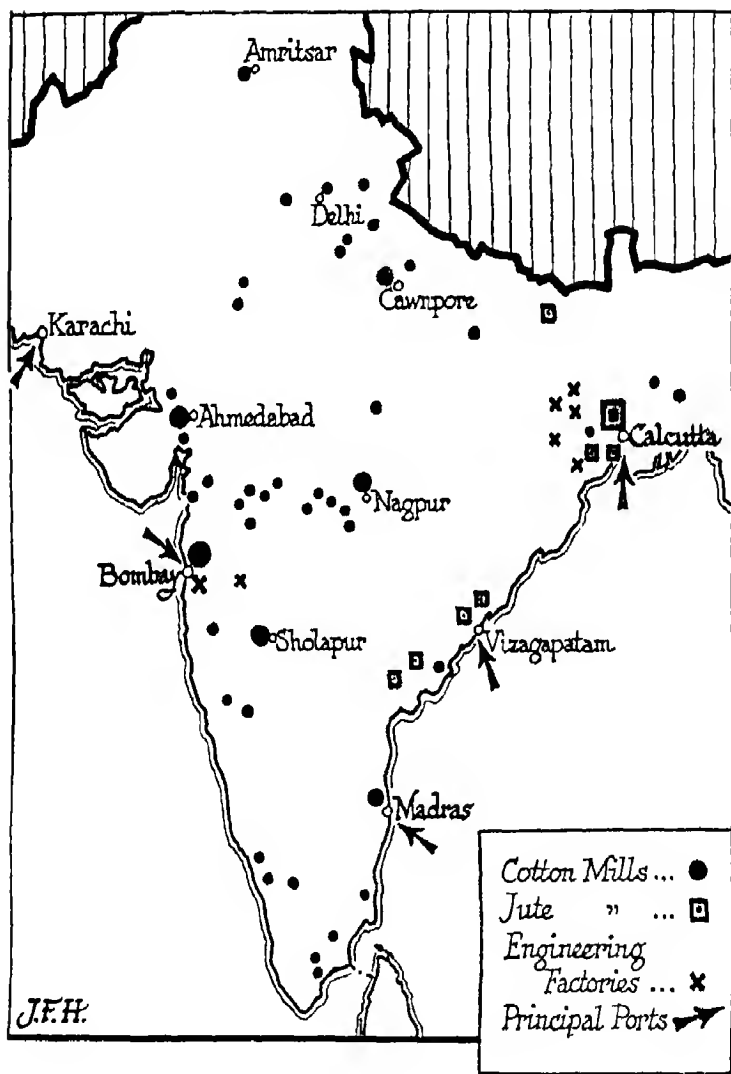 Amritsar
Delhi
Cawnpore
Karachi
Ahmedabad
Calcutta
Nagpur
Bombay
Sholapur
Vizagapatam
Madras
Cotton Mills ...
Jute " ...
Engineering
Factories ...
Principal Ports
J.F.H.